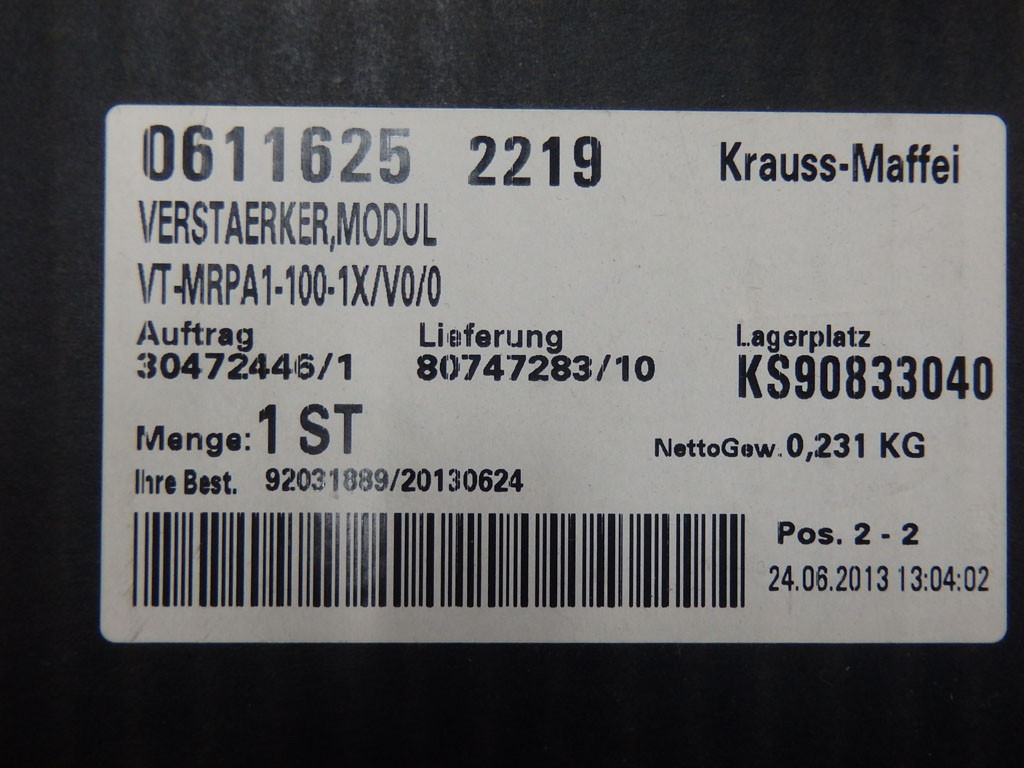 0611625 2219 Krauss-Maffei
VERSTAERKER,MODUL
VT-MRPA1-100-1X/V0/0
Auftrag Lieferung Lagerplatz
30472446/1 80747283/10 KS90833040
Menge: 1 ST NettoGew. 0,231 KG
Ihre Best. 92031889/20130624
Pos. 2 - 2
24.06.2013 13:04:02